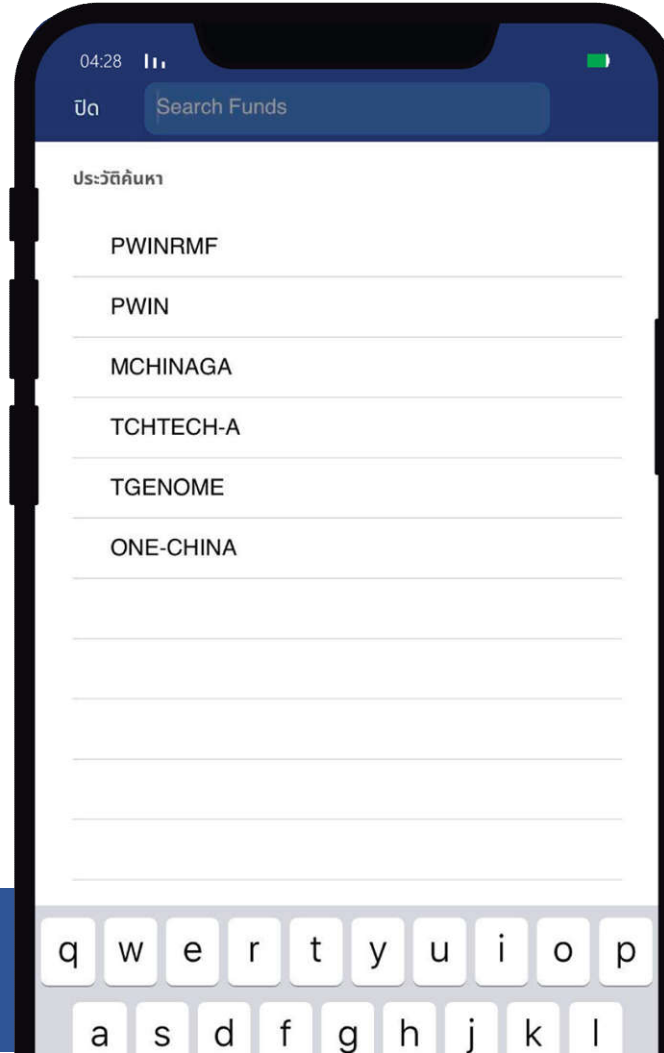 04:28
ปิด Search Funds
ประวัติค้นหา
PWINRMF
PWIN
MCHINAGA
TCHTECH-A
TGENOME
ONE-CHINA
q w e r t y u i o p
a s d f g h j k l